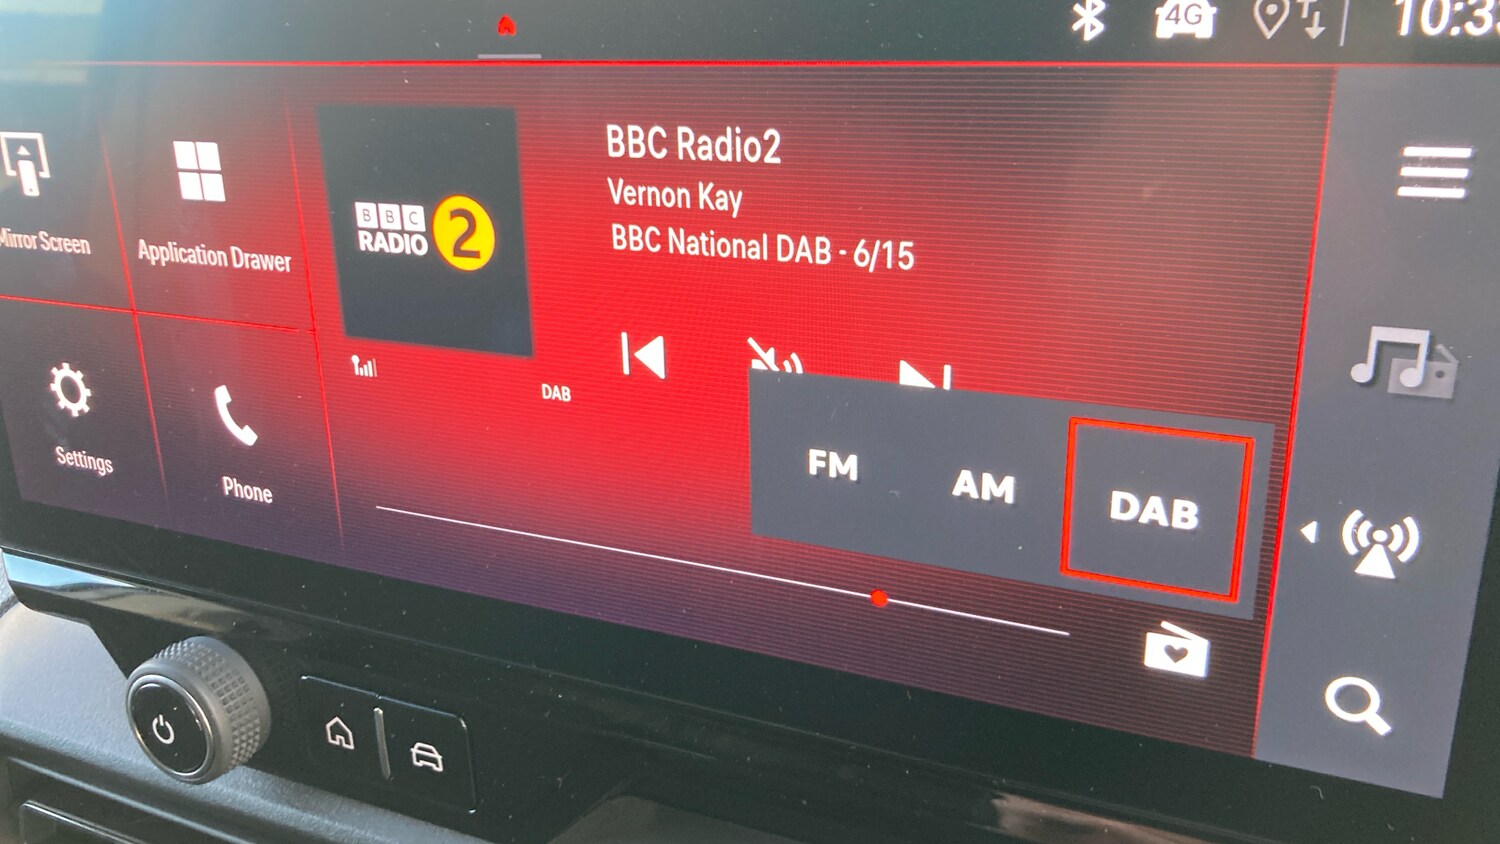 4G
10:33
BBC Radio2
Vernon Kay
BBC National DAB - 6/15
BBC
RADIO 2
Mirror Screen
Application Drawer
DAB
FM
AM
DAB
Settings
Phone